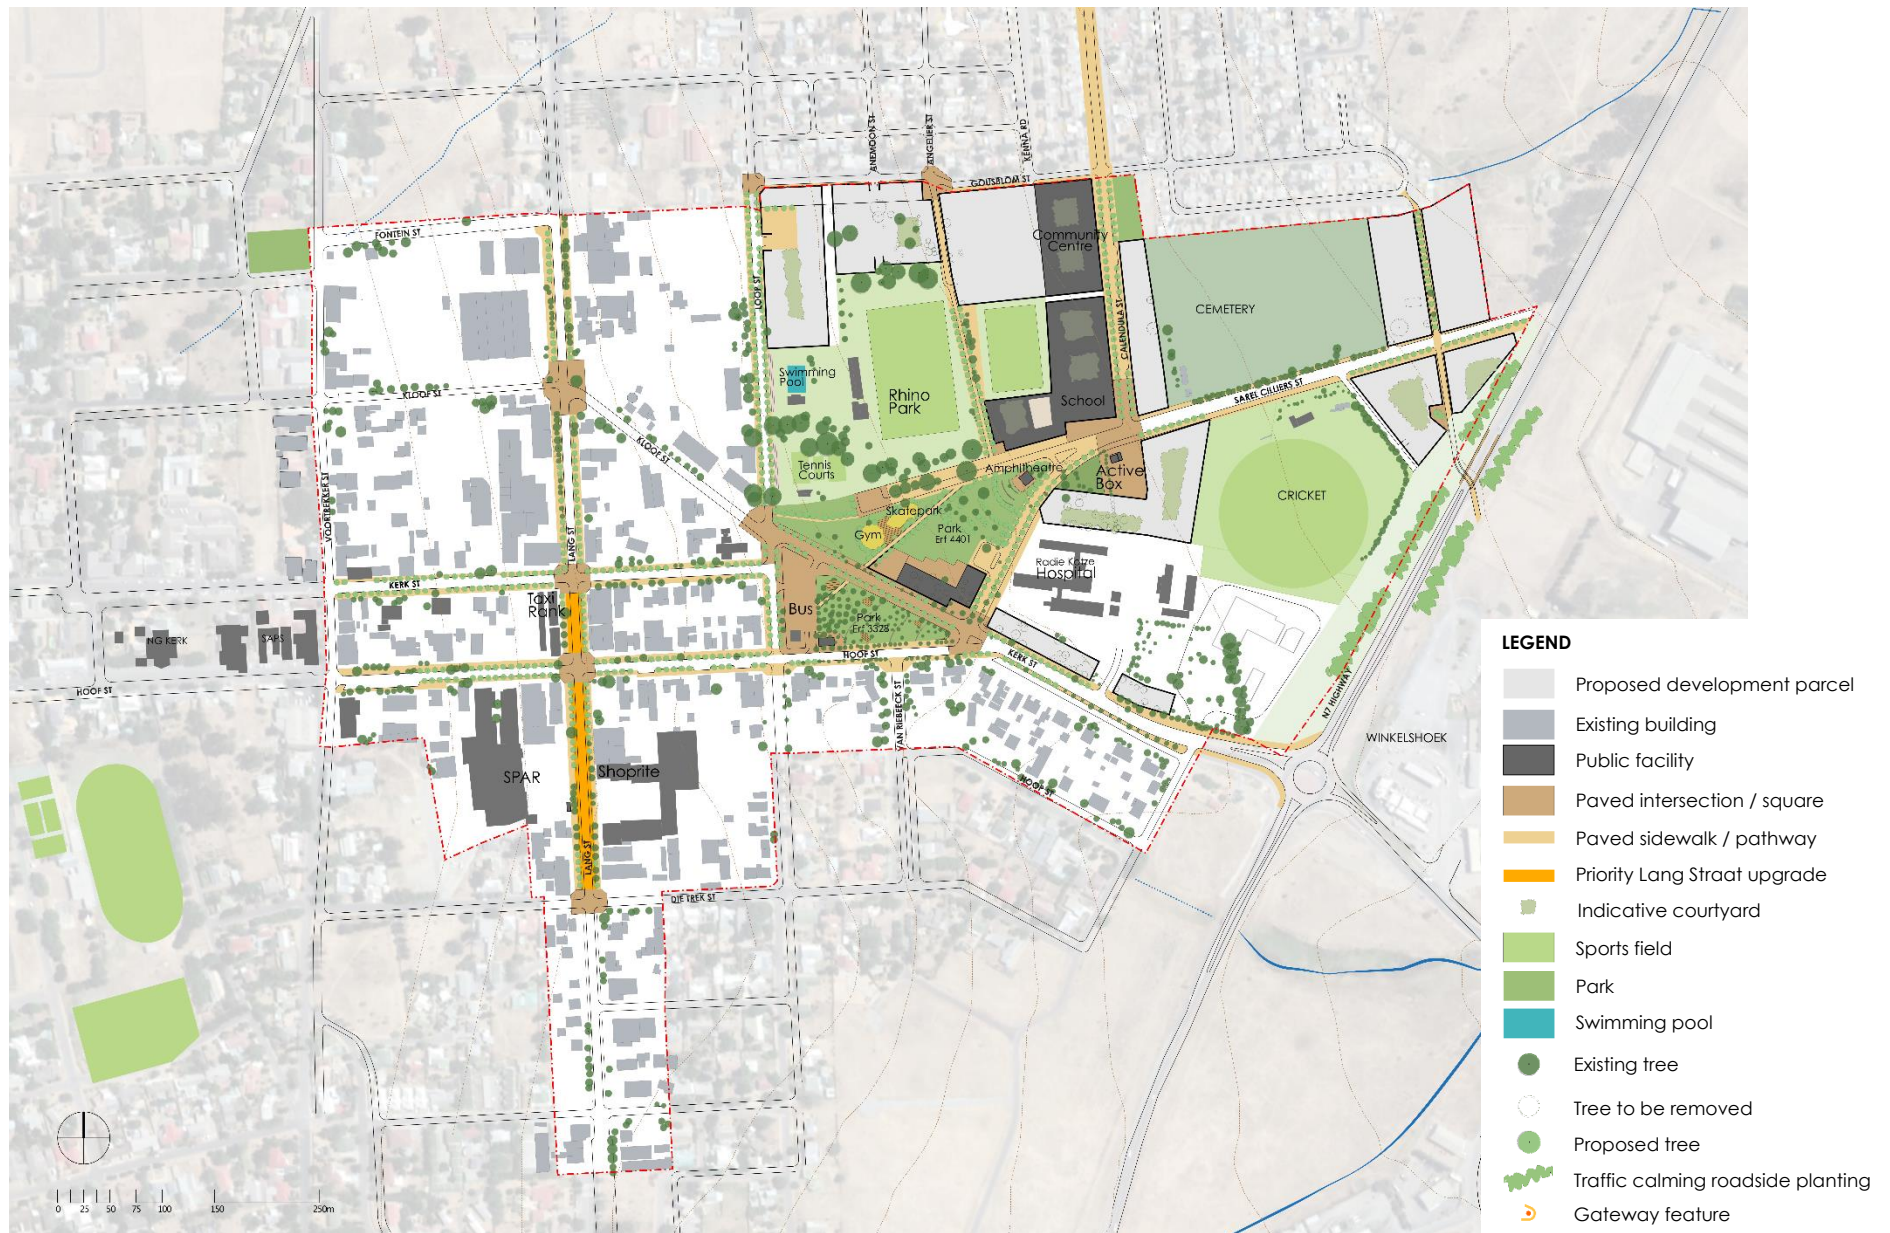 ANEMOON ST
ANGELIER ST
KENNA RD
GOUSBLOM ST
FONTEIN ST
Community
Centre
LOOP ST
CALENDULA ST
CEMETERY
Swimming
Pool
Rhino
Park
School
SAREL CILLIERS ST
KLOOF ST
KLOOF ST
VOORTREKKER ST
LANG ST
Tennis
Courts
Amphitheatre
Active
Box
CRICKET
Skatepark
Gym
Park
Erf 4401
Radie Kotze
Hospital
KERK ST
Taxi
Rank
Bus
Park
Erf 3328
NG KERK
SAPS
HOOF ST
HOOF ST
KERK ST
VAN RIEBEECK ST
N7 HIGHWAY
WINKELSHOEK
SPAR
Shoprite
HOOF ST
LANG ST
DIE TREK ST
0 25 50 75 100 150 250m
LEGEND
Proposed development parcel
Existing building
Public facility
Paved intersection / square
Paved sidewalk / pathway
Priority Lang Straat upgrade
Indicative courtyard
Sports field
Park
Swimming pool
Existing tree
Tree to be removed
Proposed tree
Traffic calming roadside planting
Gateway feature